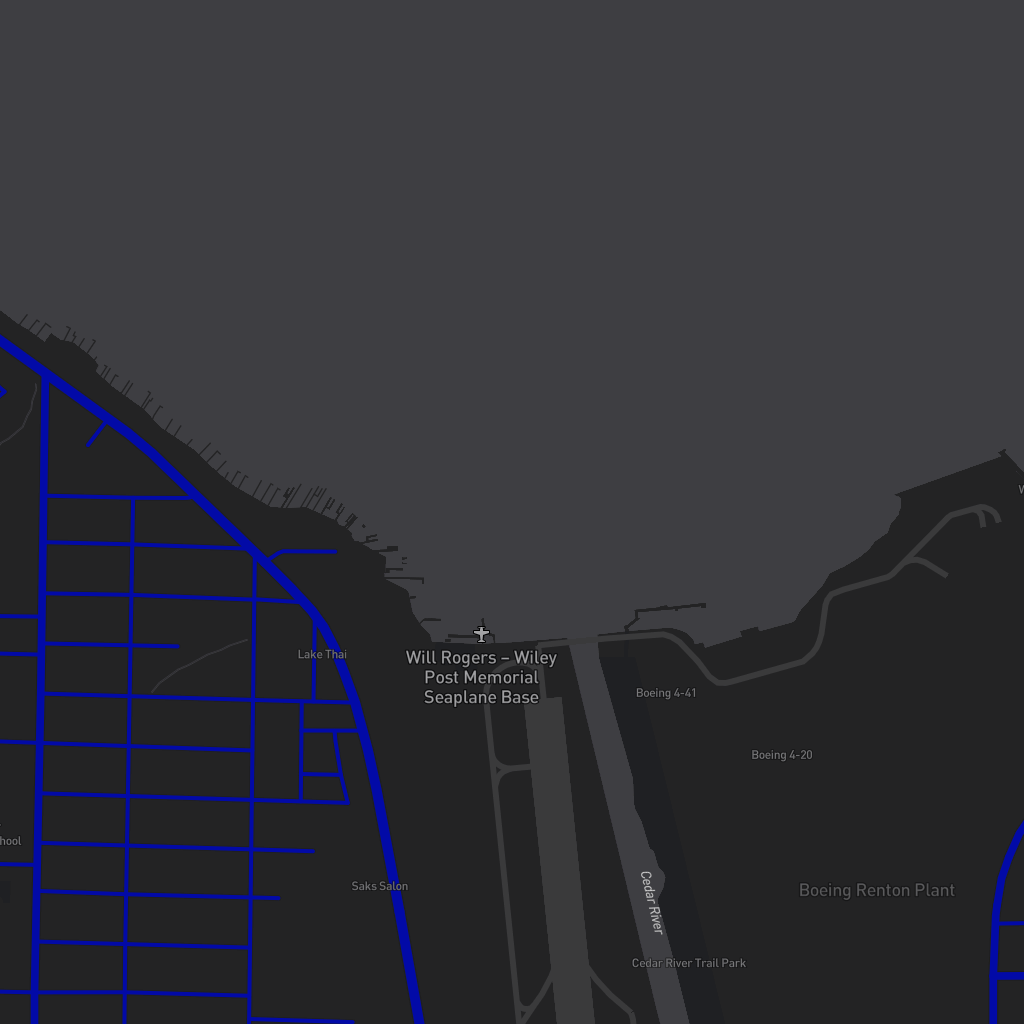 Lake Thai
Will Rogers – Wiley
Post Memorial
Seaplane Base
Boeing 4-41
Boeing 4-20
hool
Saks Salon
Cedar River
Boeing Renton Plant
Cedar River Trail Park